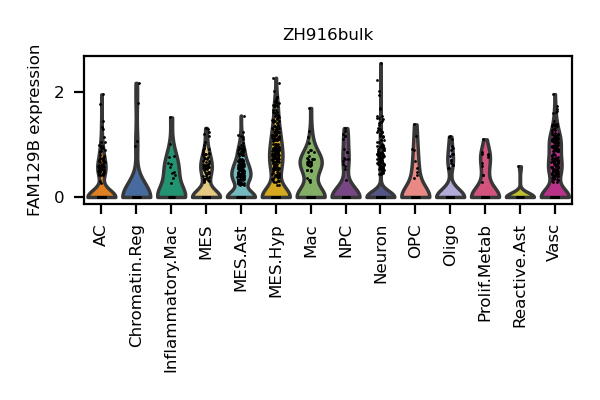 ZH916bulk
FAM129B expression
2
0
AC
Chromatin.Reg
Inflammatory.Mac
MES
MES.Ast
MES.Hyp
Mac
NPC
Neuron
OPC
Oligo
Prolif.Metab
Reactive.Ast
Vasc